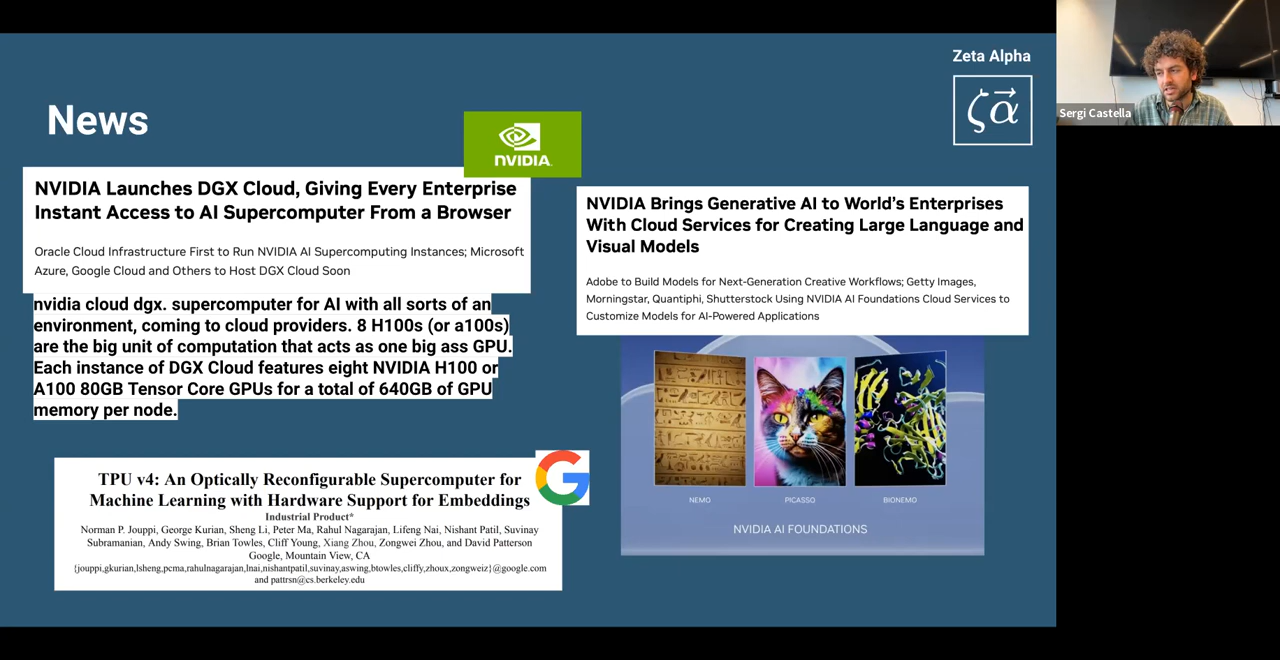 Zeta Alpha
ζα
News
NVIDIA
NVIDIA Launches DGX Cloud, Giving Every Enterprise
Instant Access to AI Supercomputer From a Browser
Oracle Cloud Infrastructure First to Run NVIDIA AI Supercomputing Instances; Microsoft
Azure, Google Cloud and Others to Host DGX Cloud Soon
nvidia cloud dgx. supercomputer for AI with all sorts of an
environment, coming to cloud providers. 8 H100s (or a100s)
are the big unit of computation that acts as one big ass GPU.
Each instance of DGX Cloud features eight NVIDIA H100 or
A100 80GB Tensor Core GPUs for a total of 640GB of GPU
memory per node.
NVIDIA Brings Generative AI to World's Enterprises
With Cloud Services for Creating Large Language and
Visual Models
Adobe to Build Models for Next-Generation Creative Workflows; Getty Images,
Morningstar, Quantiphi, Shutterstock Using NVIDIA AI Foundations Cloud Services to
Customize Models for AI-Powered Applications
NEMO
PICASSO
BIONEMO
NVIDIA AI FOUNDATIONS
TPU v4: An Optically Reconfigurable Supercomputer for
Machine Learning with Hardware Support for Embeddings
Industrial Product*
Norman P. Jouppi, George Kurian, Sheng Li, Peter Ma, Rahul Nagarajan, Lifeng Nai, Nishant Patil, Suvinay
Subramanian, Andy Swing, Brian Towles, Cliff Young, Xiang Zhou, Zongwei Zhou, and David Patterson
Google, Mountain View, CA
{jouppi,gkurian,lsheng,pcma,rahulnagarajan,lnai,nishantpatil,suvinay,aswing,btowles,cliffy,zhoux,zongweiz}@google.com
and pattrsn@cs.berkeley.edu
G
Sergi Castella